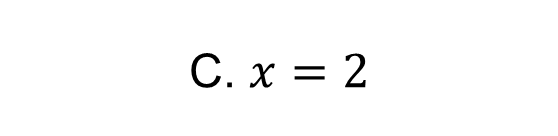 C. x = 2